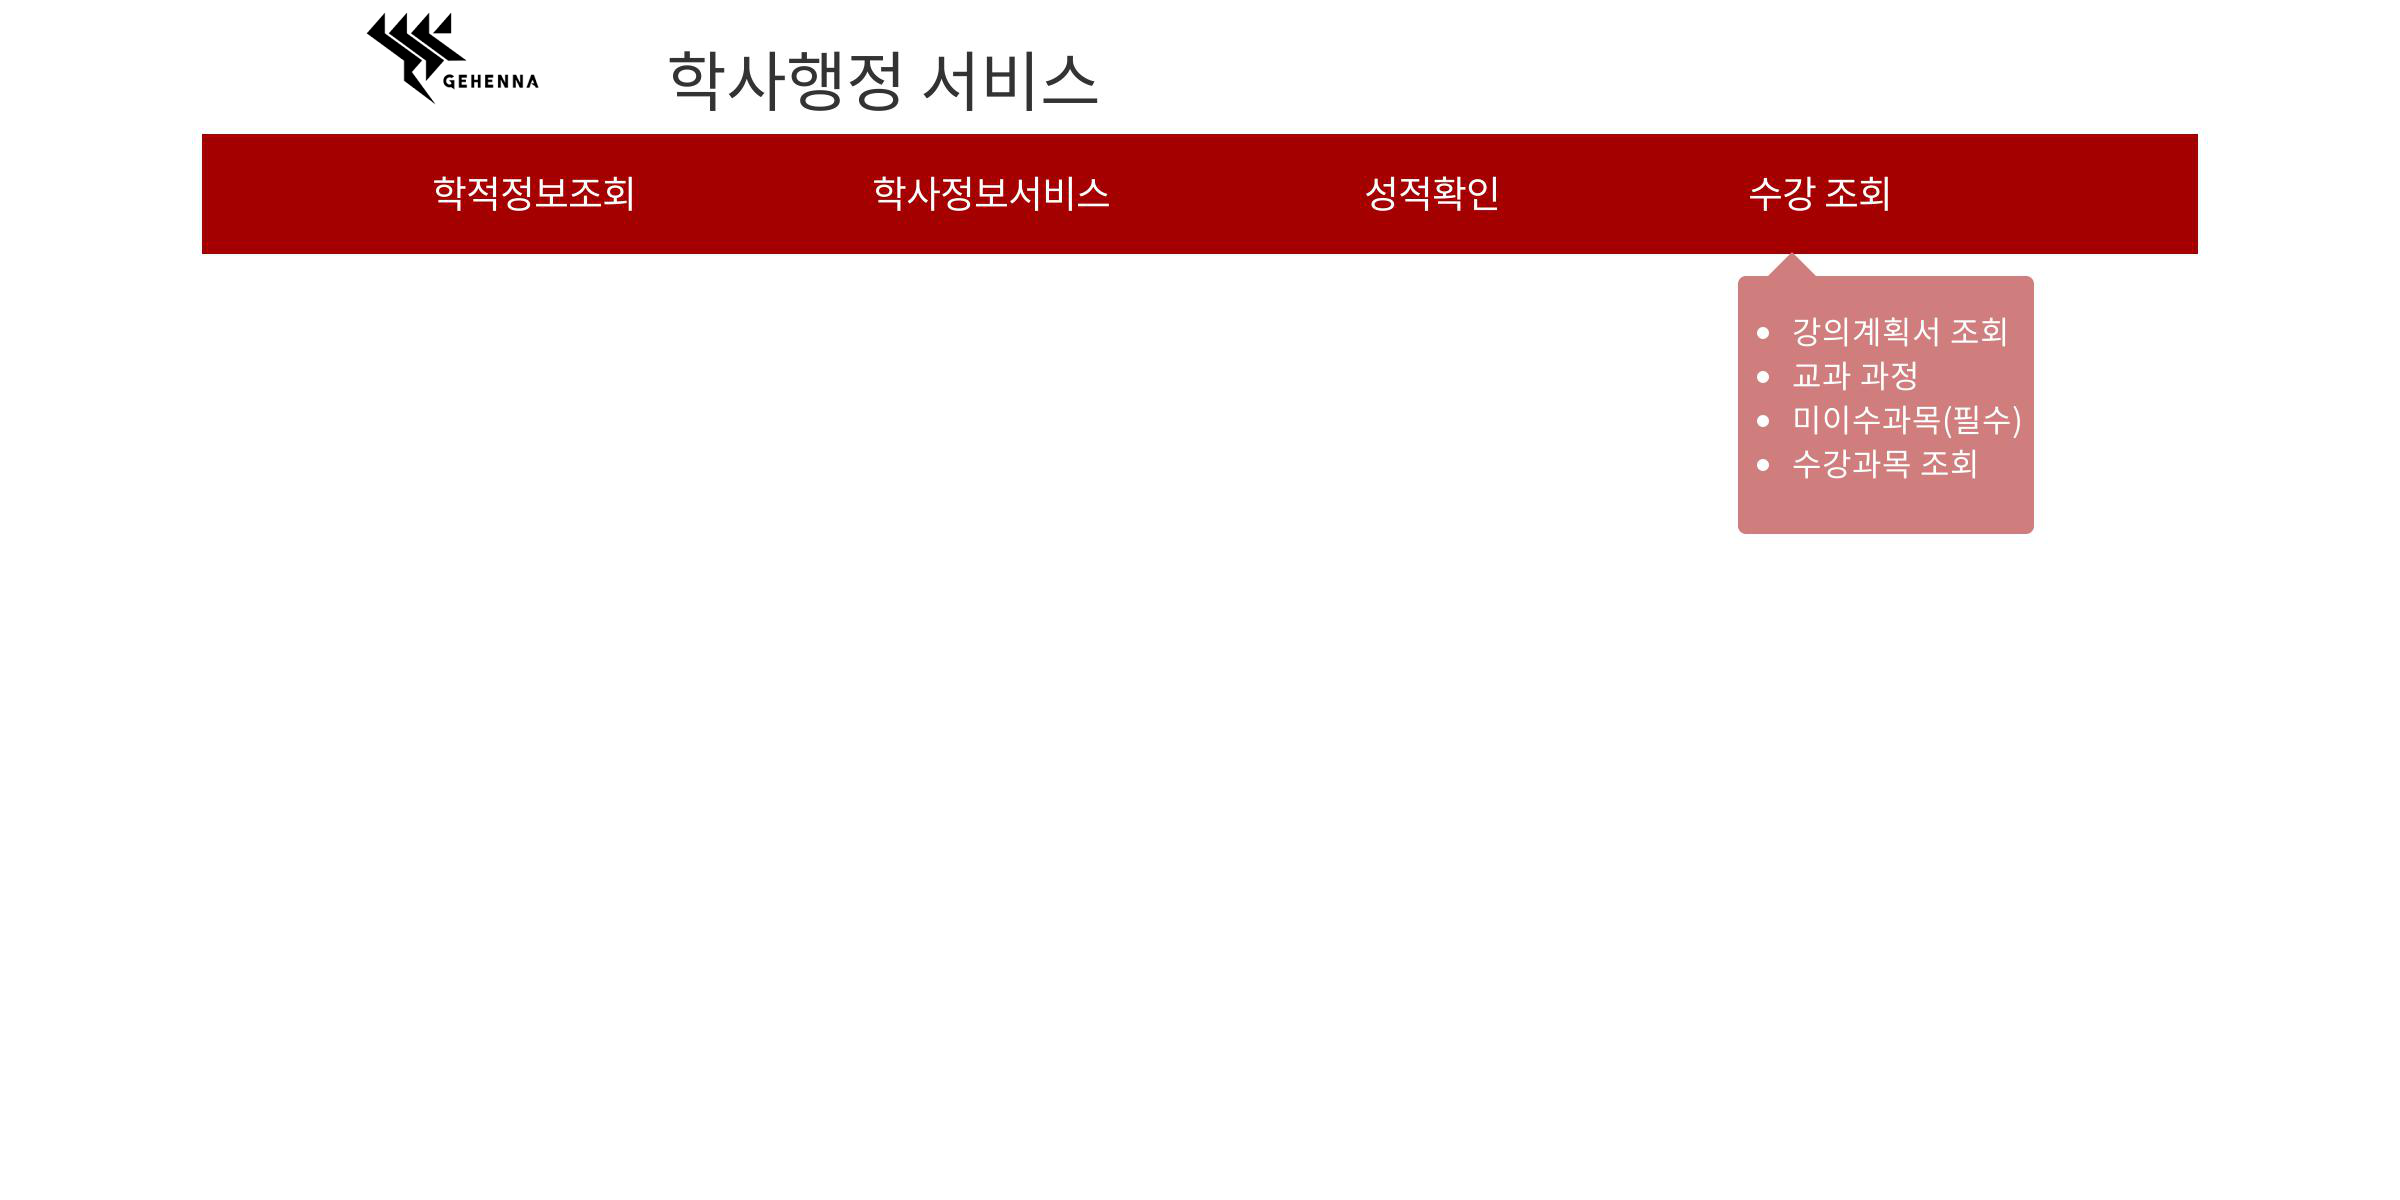 GEHENNA
학사행정 서비스
학적정보조회
학사정보서비스
성적확인
수강 조회
강의계획서 조회
교과 과정
미이수과목(필수)
수강과목 조회